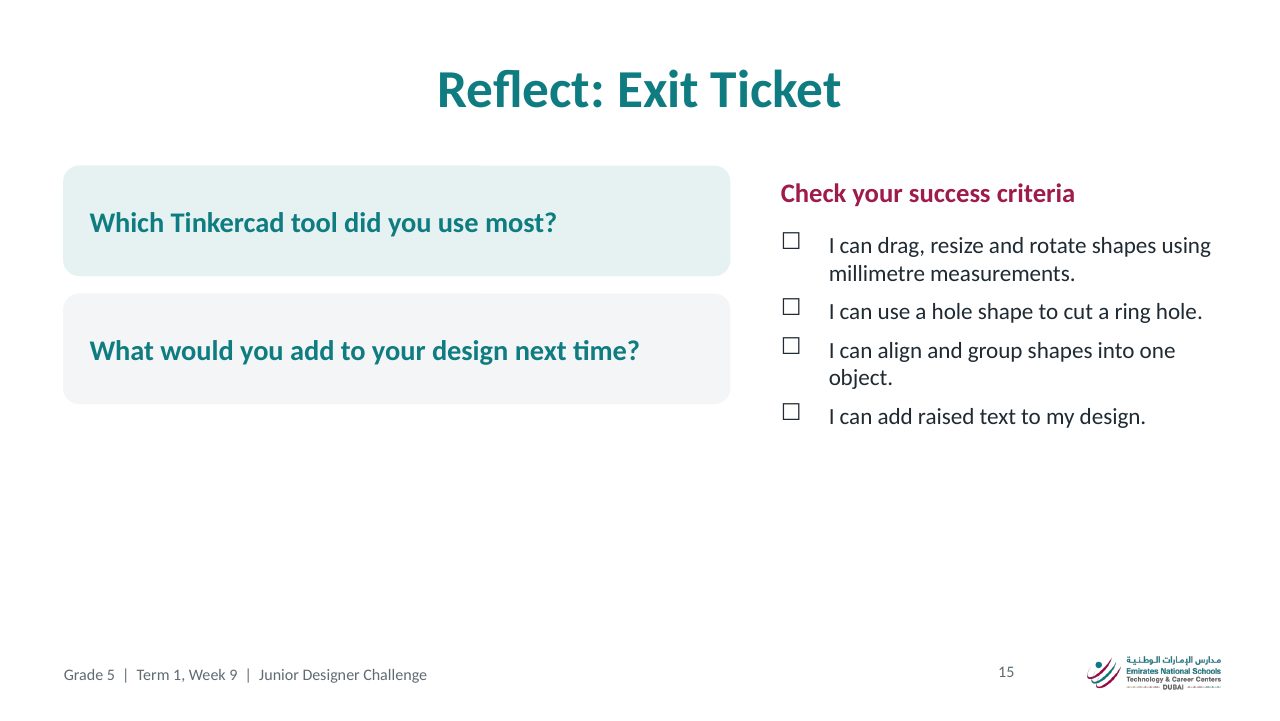 Reflect: Exit Ticket
Which Tinkercad tool did you use most?
What would you add to your design next time?
Check your success criteria
☐ I can drag, resize and rotate shapes using
millimetre measurements.
☐ I can use a hole shape to cut a ring hole.
☐ I can align and group shapes into one
object.
☐ I can add raised text to my design.
Grade 5 | Term 1, Week 9 | Junior Designer Challenge
15
مدارس الإمارات الوطنية
Emirates National Schools
Technology & Career Centers
DUBAI